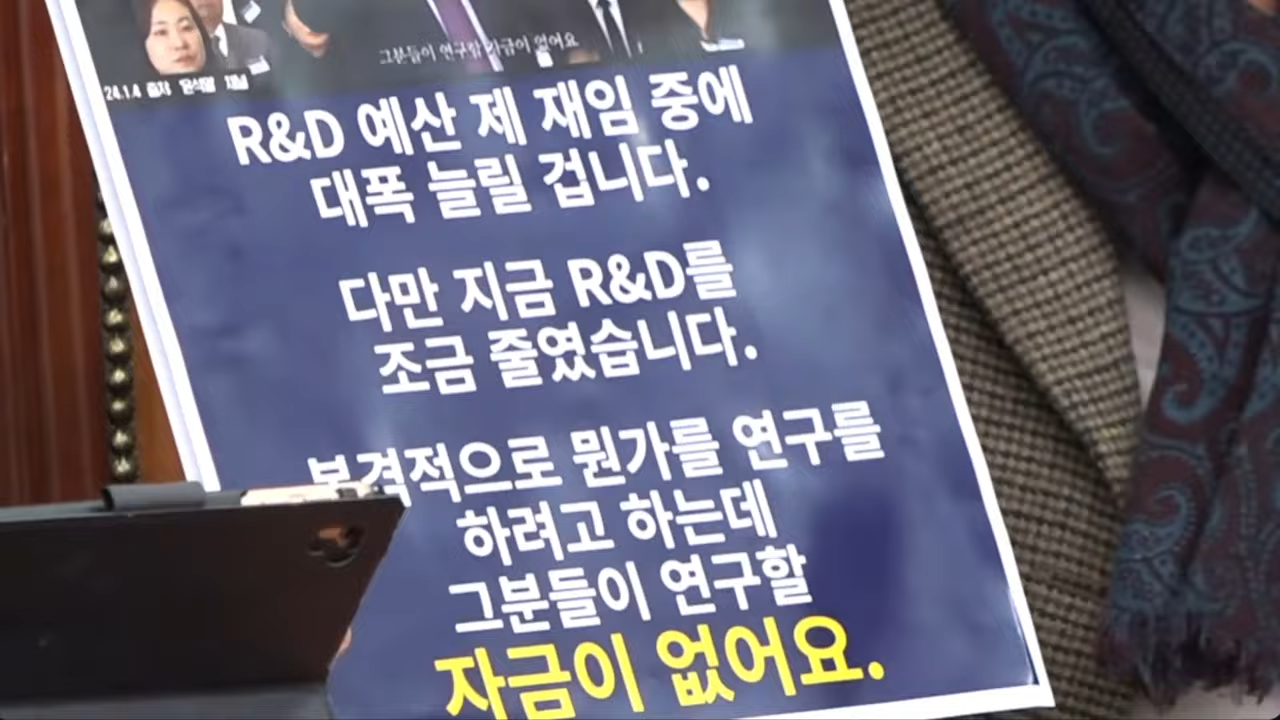 그분들이 연구할 자금이 없어요
24.1.4 출처 윤석열 채널
R&D 예산 제 재임 중에
대폭 늘릴 겁니다.
다만 지금 R&D를
조금 줄였습니다.
본격적으로 뭔가를 연구를
하려고 하는데
그분들이 연구할
자금이 없어요.